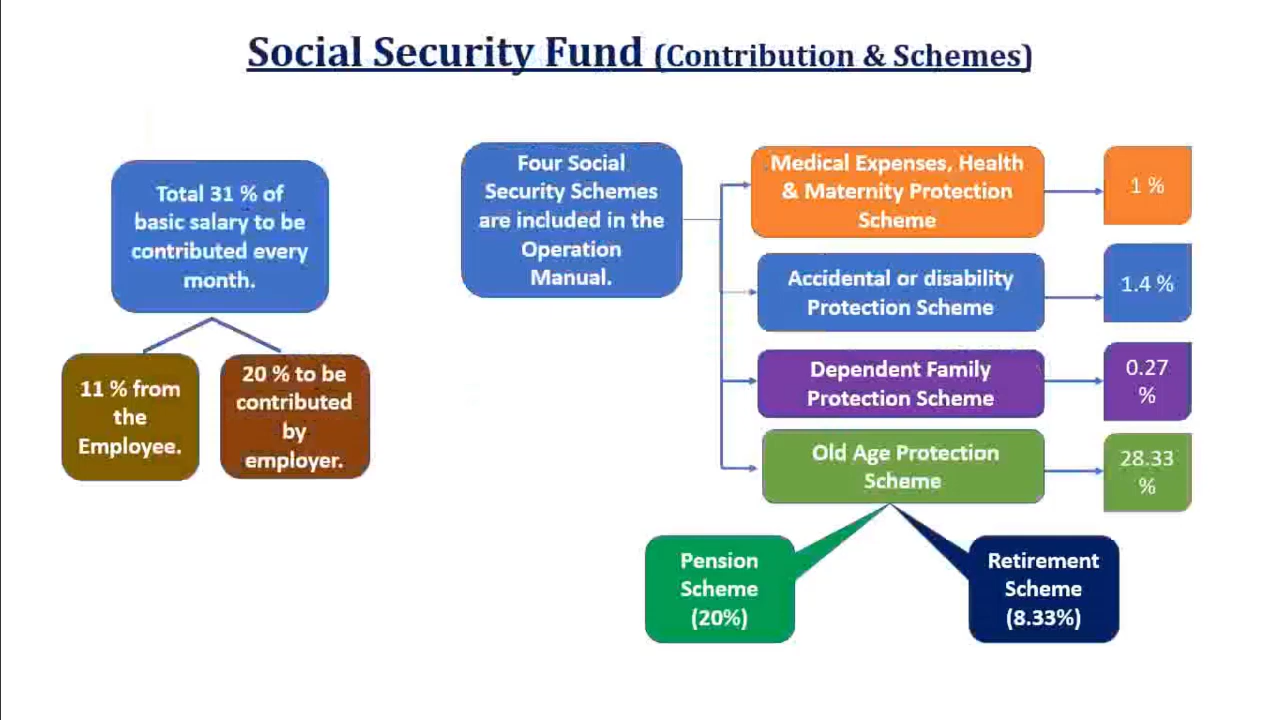 Social Security Fund (Contribution & Schemes)
Total 31 % of
basic salary to be
contributed every
month.
11 % from
the
Employee.
20 % to be
contributed
by
employer.
Four Social
Security Schemes
are included in the
Operation
Manual.
Medical Expenses, Health
& Maternity Protection
Scheme
1 %
Accidental or disability
Protection Scheme
1.4 %
Dependent Family
Protection Scheme
0.27
%
Old Age Protection
Scheme
28.33
%
Pension
Scheme
(20%)
Retirement
Scheme
(8.33%)